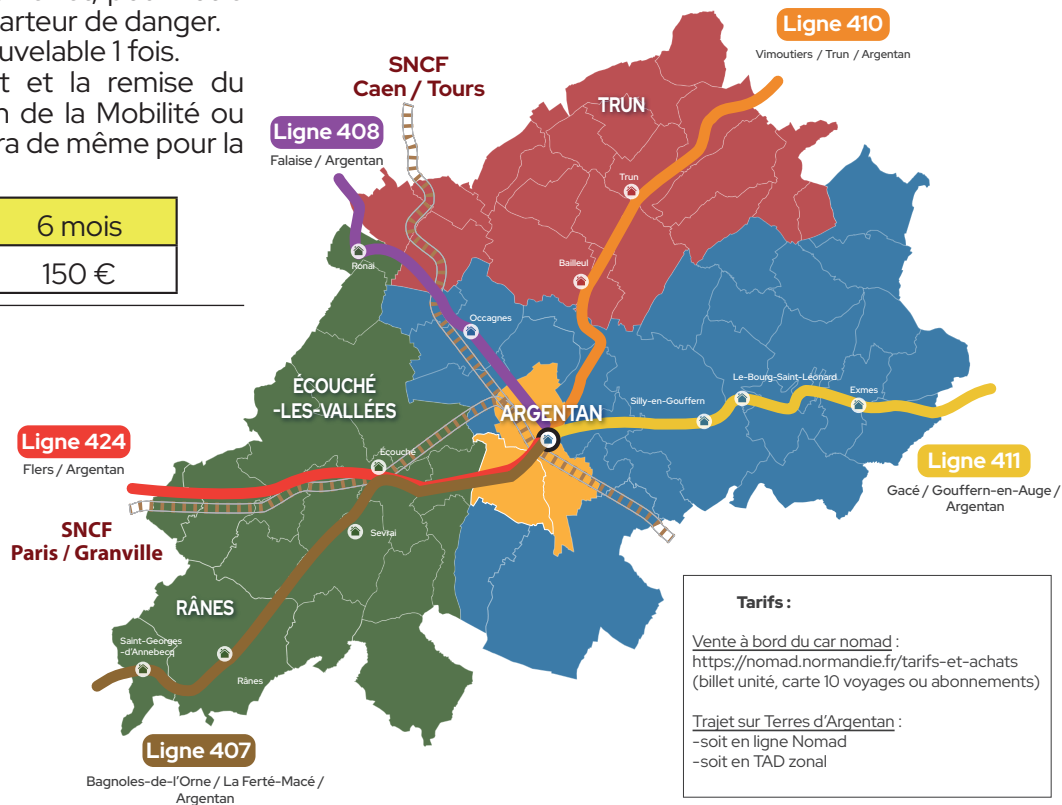 arteur de danger.
uvelable 1 fois.
t et la remise du
n de la Mobilité ou
ra de même pour la
6 mois
150 €
Ligne 410
Vimoutiers / Trun / Argentan
SNCF
Caen / Tours
TRUN
Ligne 408
Falaise / Argentan
Trun
Ronai
Bailleul
Occagnes
ÉCOUCHÉ
-LES-VALLÉES
Le-Bourg-Saint-Léonard
Exmes
Silly-en-Gouffern
ARGENTAN
Ligne 424
Flers / Argentan
Écouché
Ligne 411
Gacé / Gouffern-en-Auge /
Argentan
SNCF
Paris / Granville
Sevrai
RÂNES
Saint-Georges
-d'Annebecq
Rânes
Ligne 407
Bagnoles-de-l'Orne / La Ferté-Macé /
Argentan
Tarifs :
Vente à bord du car nomad :
https://nomad.normandie.fr/tarifs-et-achats
(billet unité, carte 10 voyages ou abonnements)
Trajet sur Terres d'Argentan :
-soit en ligne Nomad
-soit en TAD zonal